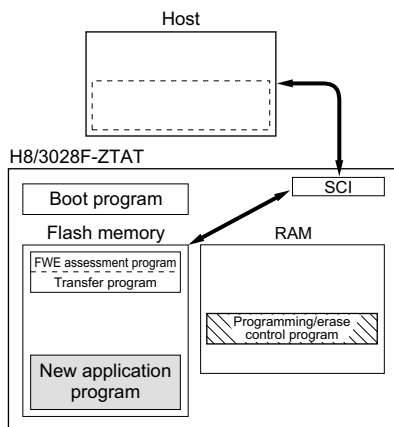 Host
H8/3028F-ZTAT
SCI
Boot program
Flash memory
RAM
FWE assessment program
Transfer program
Programming/erase
control program
New application
program